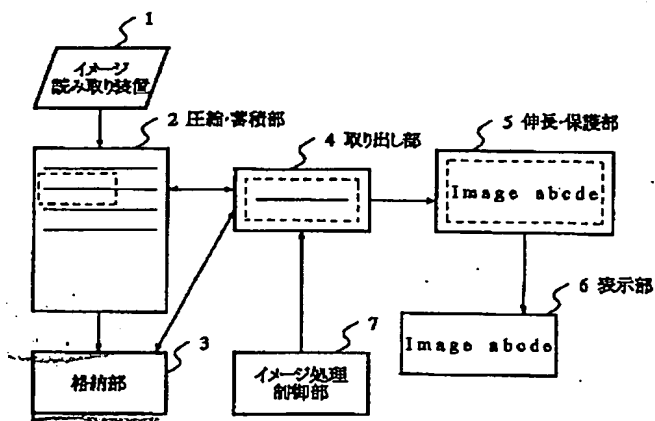 1
イメージ
読み取り装置
2 圧給・蓄積部
4 取り出し部
5 伸長・保護部
Image abcde
6 表示部
Image abcde
3
格納部
7
イメージ処理
制御部